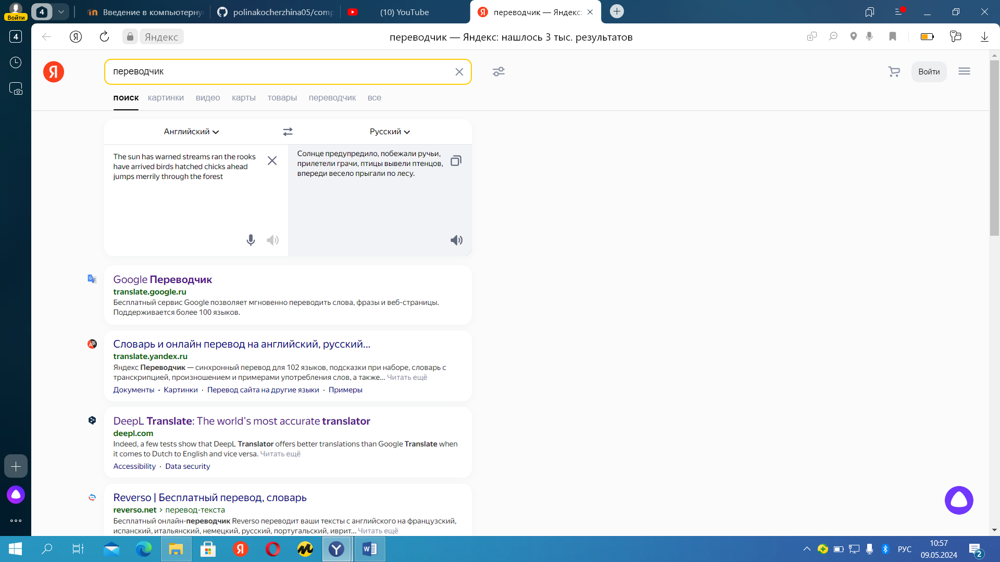 Войти
4
Введение в компьютерну
polinakocherzhina05/comp
(10) YouTube
переводчик — Яндекс:
4
Яндекс
переводчик — Яндекс: нашлось 3 тыс. результатов
Я
переводчик
Войти
поиск картинки видео карты товары переводчик все
Английский
Русский
The sun has warned streams ran the rooks
have arrived birds hatched chicks ahead
jumps merrily through the forest
Солнце предупредило, побежали ручьи,
прилетели грачи, птицы вывели птенцов,
впереди весело прыгали по лесу.
Google Переводчик
translate.google.ru
Бесплатный сервис Google позволяет мгновенно переводить слова, фразы и веб-страницы.
Поддерживается более 100 языков.
Словарь и онлайн перевод на английский, русский...
translate.yandex.ru
Яндекс Переводчик — синхронный перевод для 102 языков, подсказки при наборе, словарь с
транскрипцией, произношением и примерами употребления слов, а также... Читать ещё
Документы · Картинки · Перевод сайта на другие языки · Примеры
DeepL Translate: The world's most accurate translator
deepl.com
Indeed, a few tests show that DeepL Translator offers better translations than Google Translate when
it comes to Dutch to English and vice versa. Читать ещё
Accessibility · Data security
Reverso | Бесплатный перевод, словарь
reverso.net › перевод-текста
Бесплатный онлайн-переводчик Reverso переводит ваши тексты с английского на французский,
испанский, итальянский, немецкий, русский, португальский, иврит... Читать ещё
РУС
10:57
09.05.2024
2